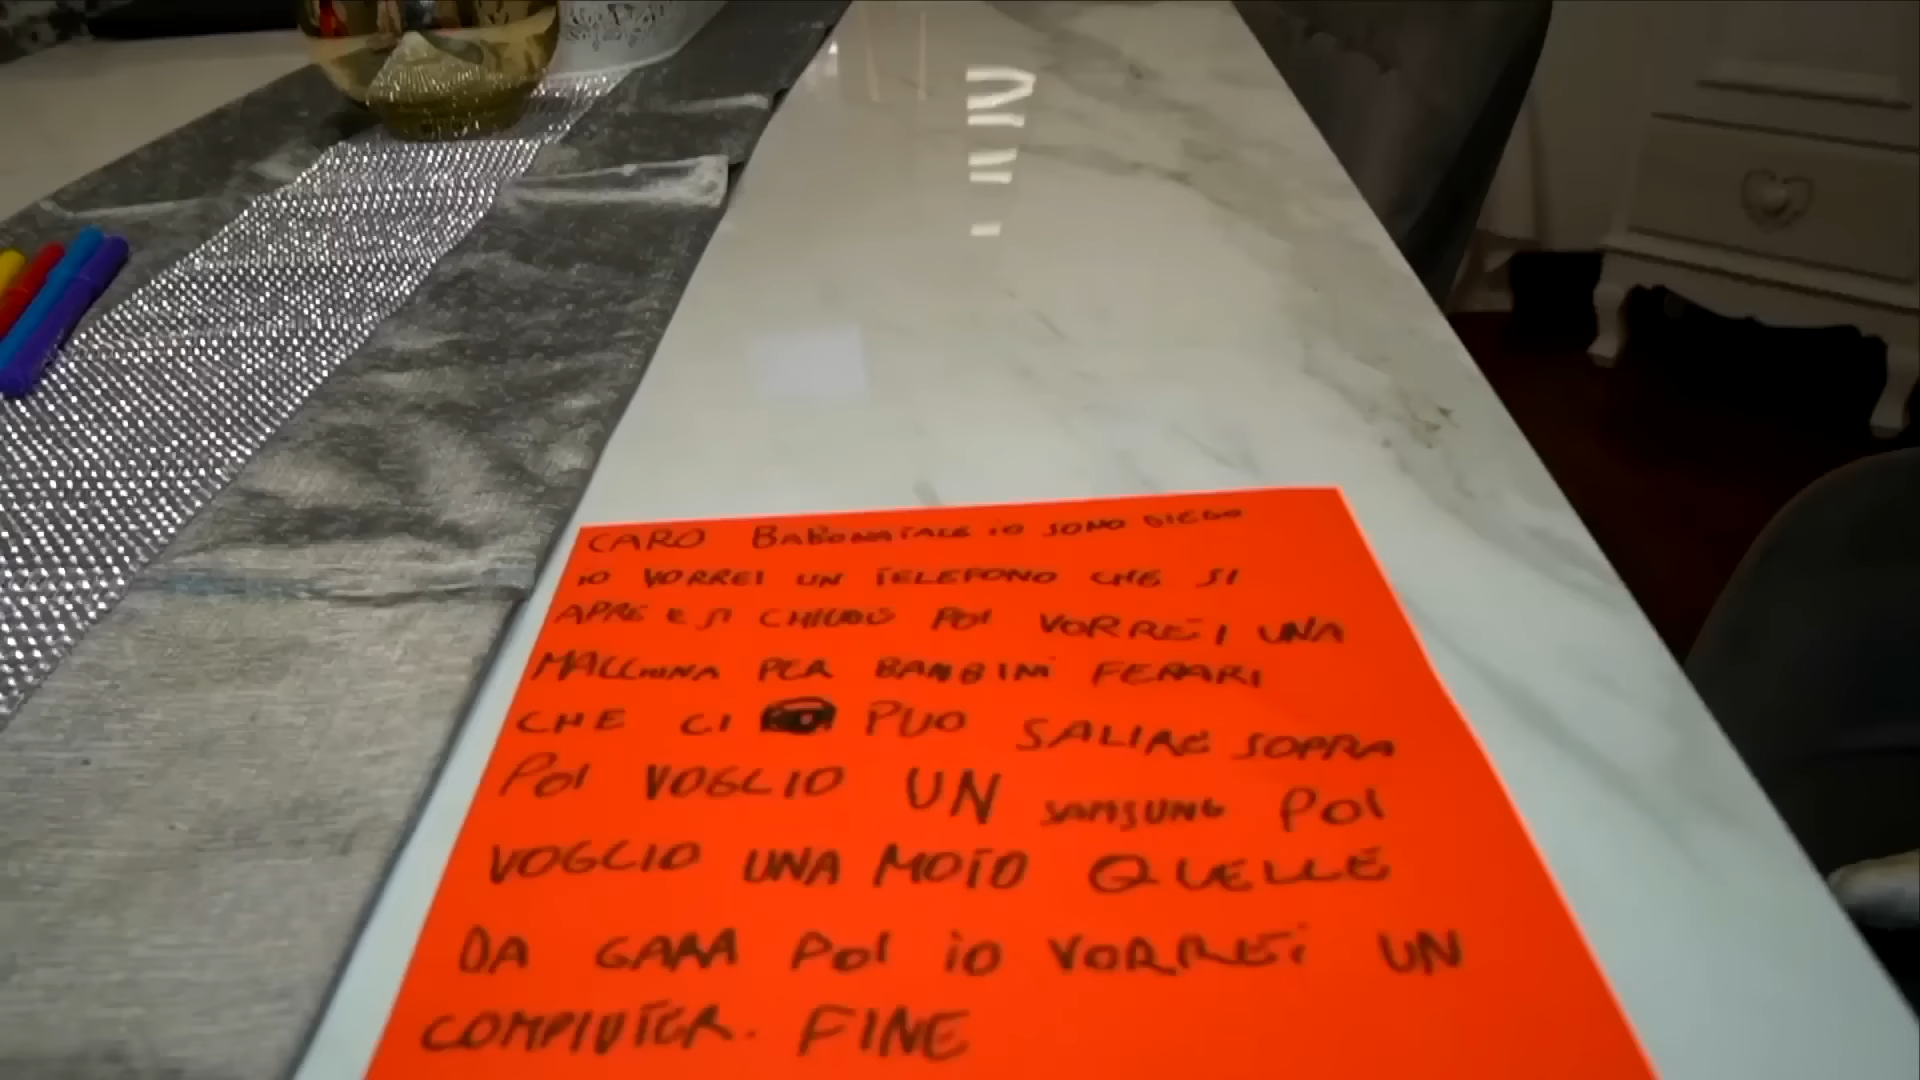 CARO BABONATALE iO SONO DIEGO
iO VORREI UN TELEFONO CHE SI
APRE E SI CHIUDE POI VORREI UNA
MACCHINA PER BAMBINI FERARI
CHE CI PUO SALIRE SOPRA
POI VOGLIO UN SAMSUNG POI
VOGLIO UNA MOTO QUELLE
DA GARA POI iO VORREI UN
COMPIUTER. FINE